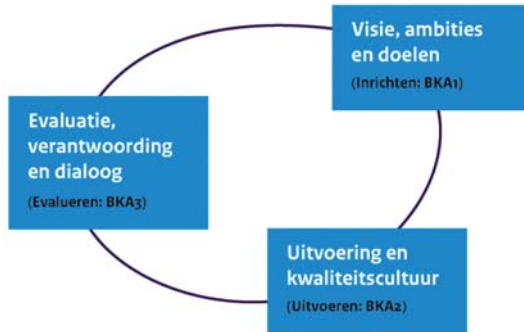 Visie, ambities
en doelen
(Inrichten: BKA1)
Evaluatie,
verantwoording
en dialoog
(Evalueren: BKA3)
Uitvoering en
kwaliteitscultuur
(Uitvoeren: BKA2)